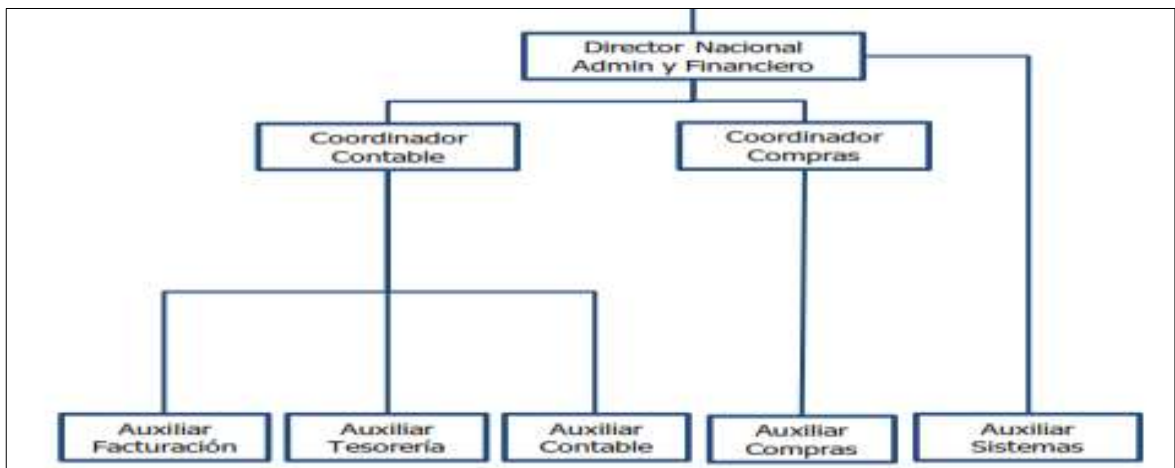 Director Nacional
Admin y Financiero
Coordinador
Contable
Coordinador
Compras
Auxiliar
Facturación
Auxiliar
Tesorería
Auxiliar
Contable
Auxiliar
Compras
Auxiliar
Sistemas